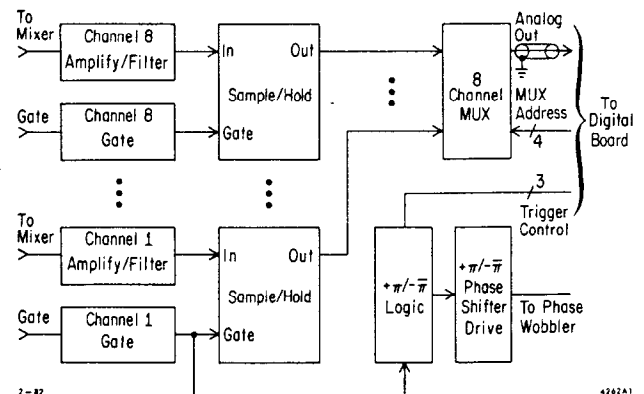 To
Mixer
Channel 8
Amplify/Filter
In
Out
Sample/Hold
Gate
Gate
Channel 8
Gate
8
Channel
MUX
Analog
Out
MUX
Address
4
To
Digital
Board
3
Trigger
Control
To
Mixer
Channel 1
Amplify/Filter
In
Out
Sample/Hold
Gate
Gate
Channel 1
Gate
+π/-π̅
Logic
+π/-π̅
Phase
Shifter
Drive
To Phase
Wobbler
2-82
4262A1